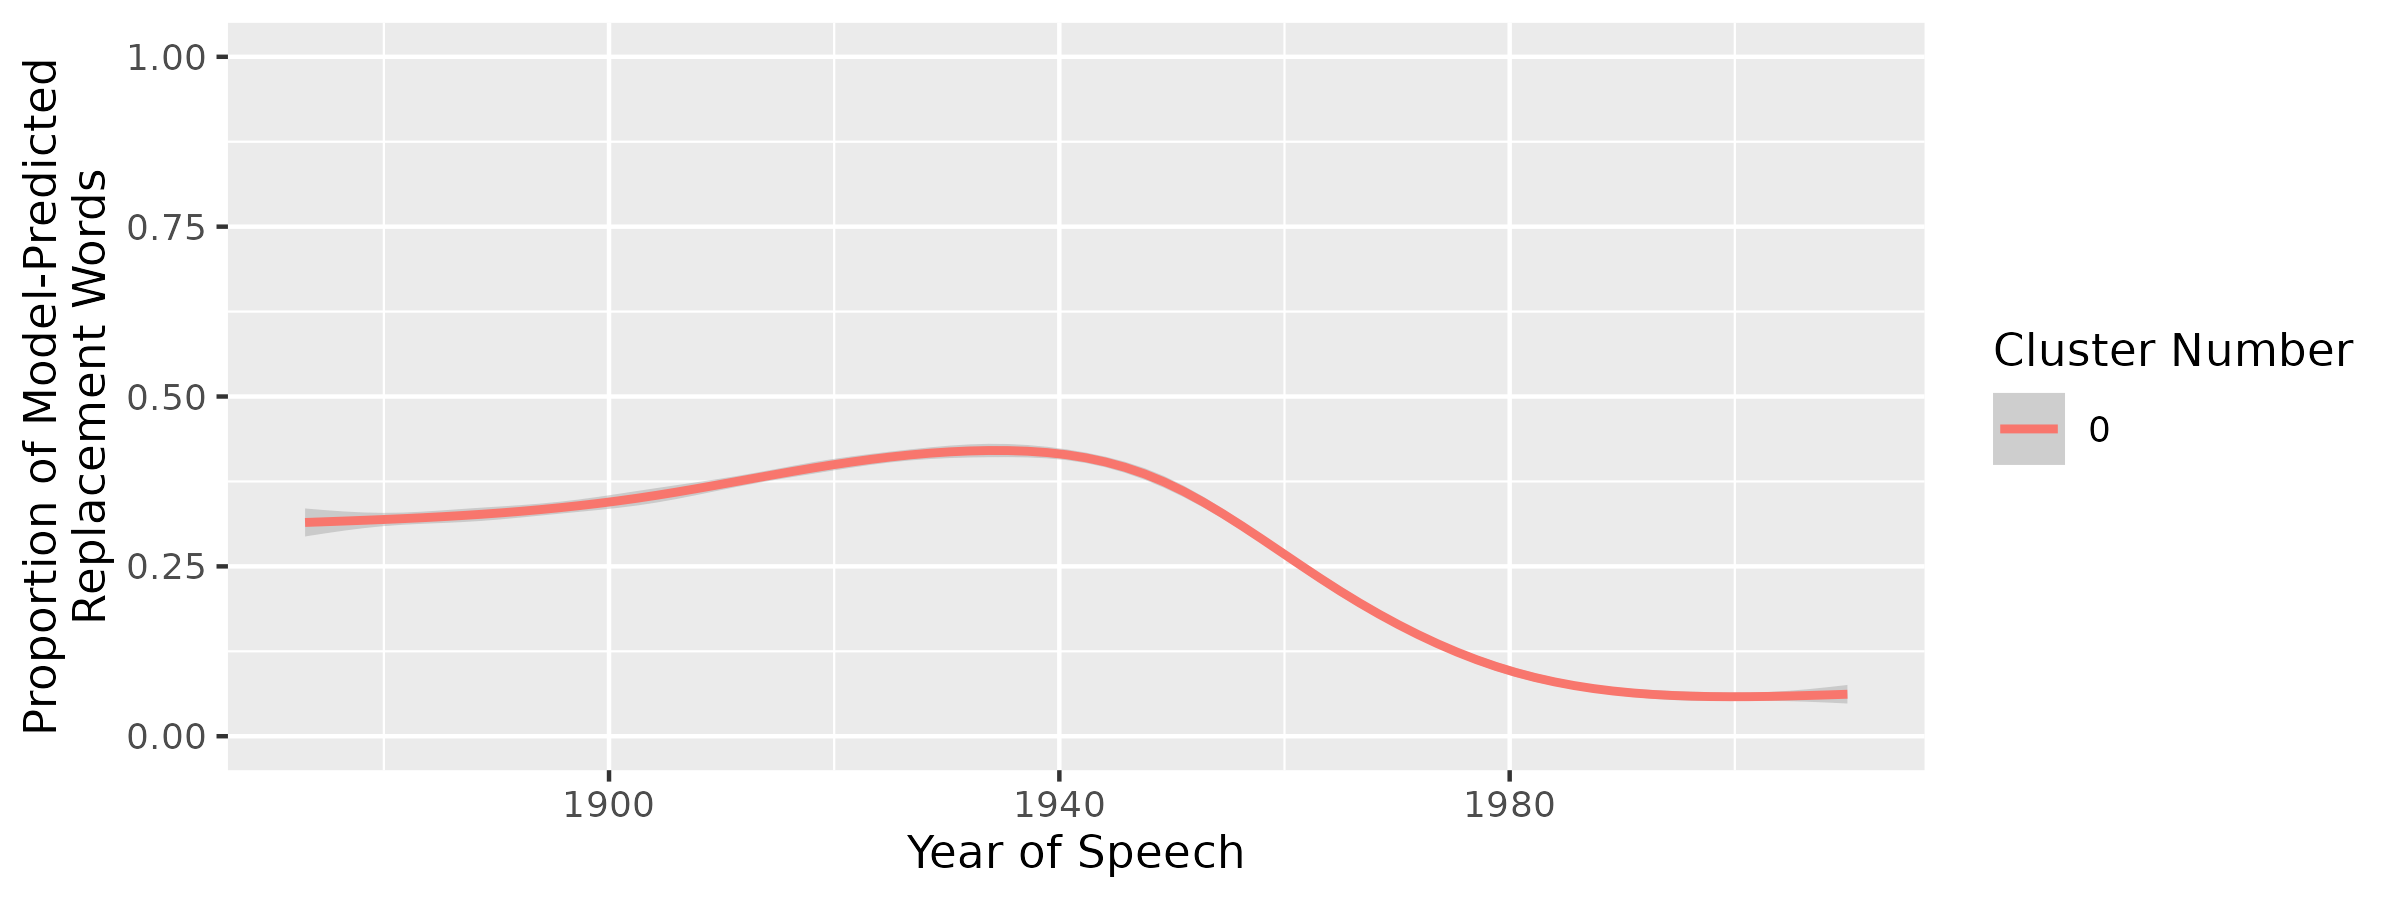 Proportion of Model-Predicted
Replacement Words
1.00
0.75
0.50
0.25
0.00
1900
1940
1980
Year of Speech
Cluster Number
0